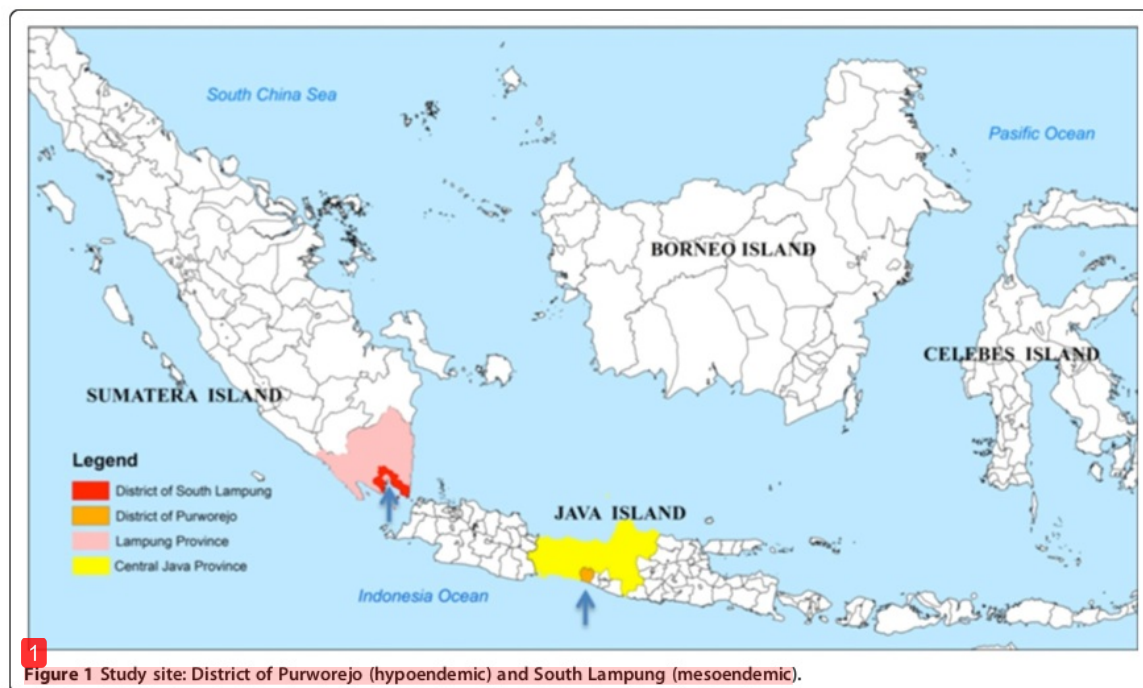 South China Sea
Pasific Ocean
BORNEO ISLAND
CELEBES ISLAND
SUMATERA ISLAND
Legend
District of South Lampung
District of Purworejo
Lampung Province
Central Java Province
JAVA ISLAND
Indonesia Ocean
1
Figure 1 Study site: District of Purworejo (hypoendemic) and South Lampung (mesoendemic).